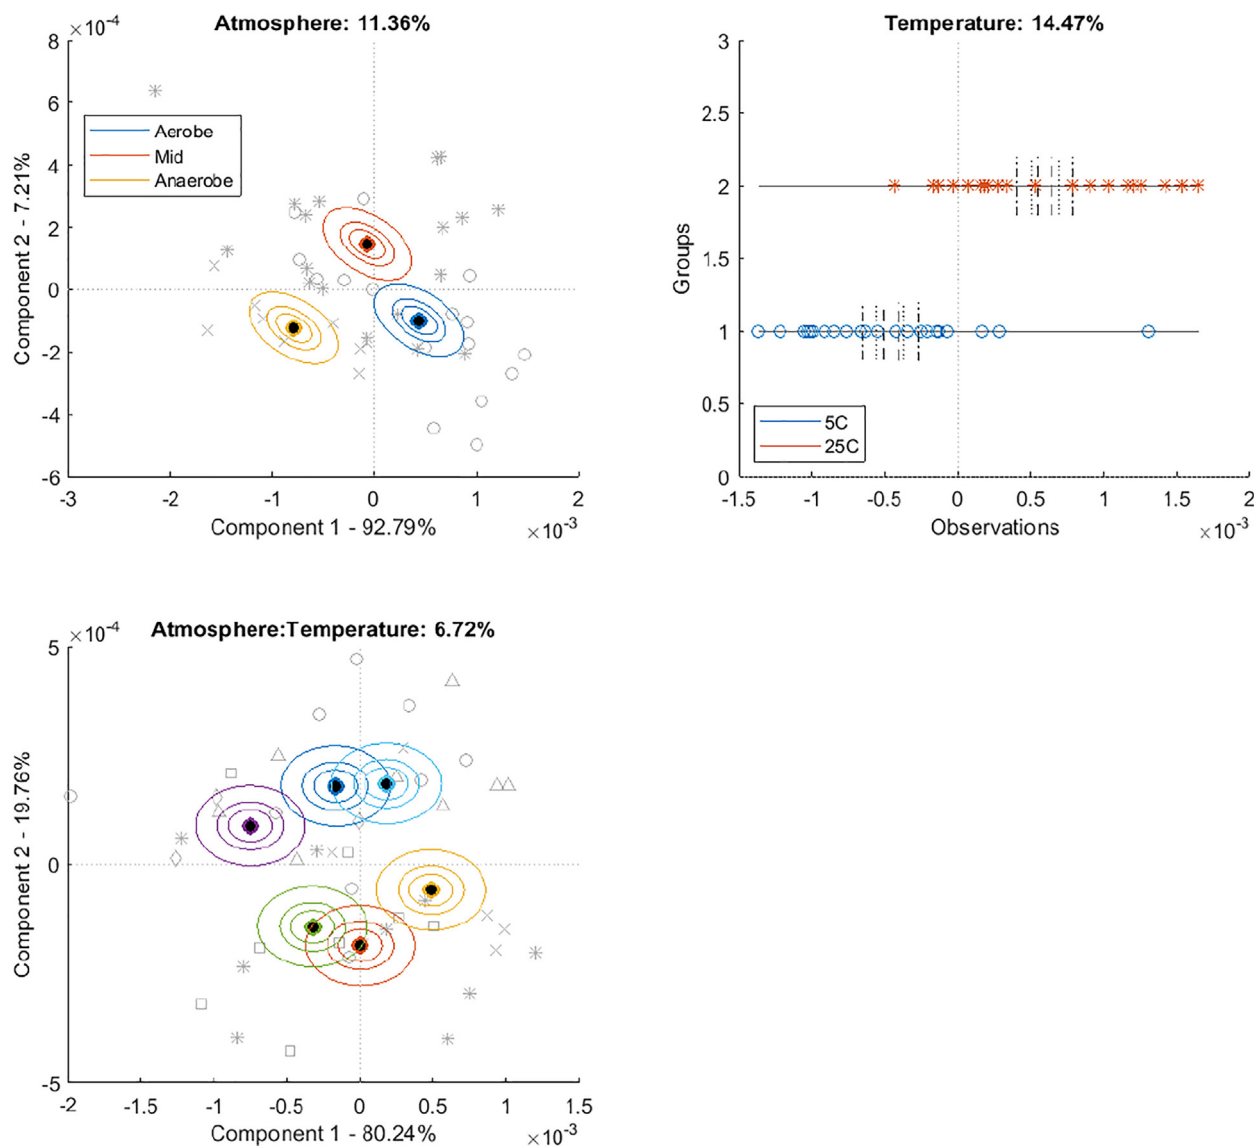 Atmosphere: 11.36%
×10⁻⁴
8
6
4
2
0
-2
-4
-6
Component 2 - 7.21%
Aerobe
Mid
Anaerobe
-3 -2 -1 0 1 2
Component 1 - 92.79%
×10⁻³
Temperature: 14.47%
3
2.5
2
1.5
1
0.5
0
Groups
5C
25C
-1.5 -1 -0.5 0 0.5 1 1.5 2
Observations
×10⁻³
Atmosphere:Temperature: 6.72%
×10⁻⁴
5
0
-5
Component 2 - 19.76%
-2 -1.5 -1 -0.5 0 0.5 1 1.5
Component 1 - 80.24%
×10⁻³